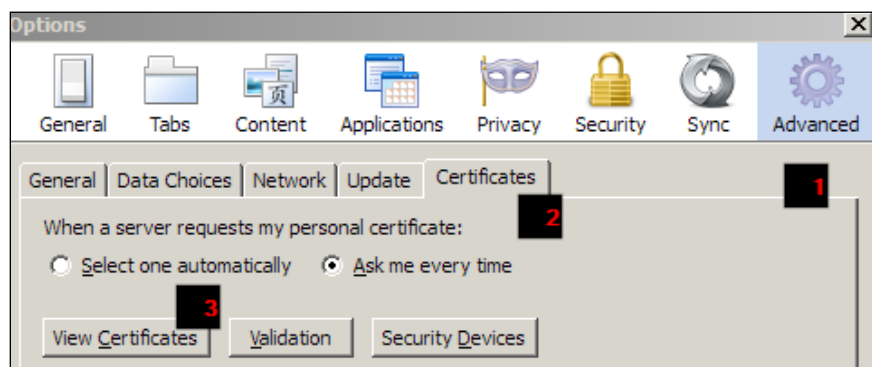 Options
General Tabs Content Applications Privacy Security Sync Advanced
General Data Choices Network Update Certificates
1
2
When a server requests my personal certificate:
Select one automatically Ask me every time
3
View Certificates Validation Security Devices
页